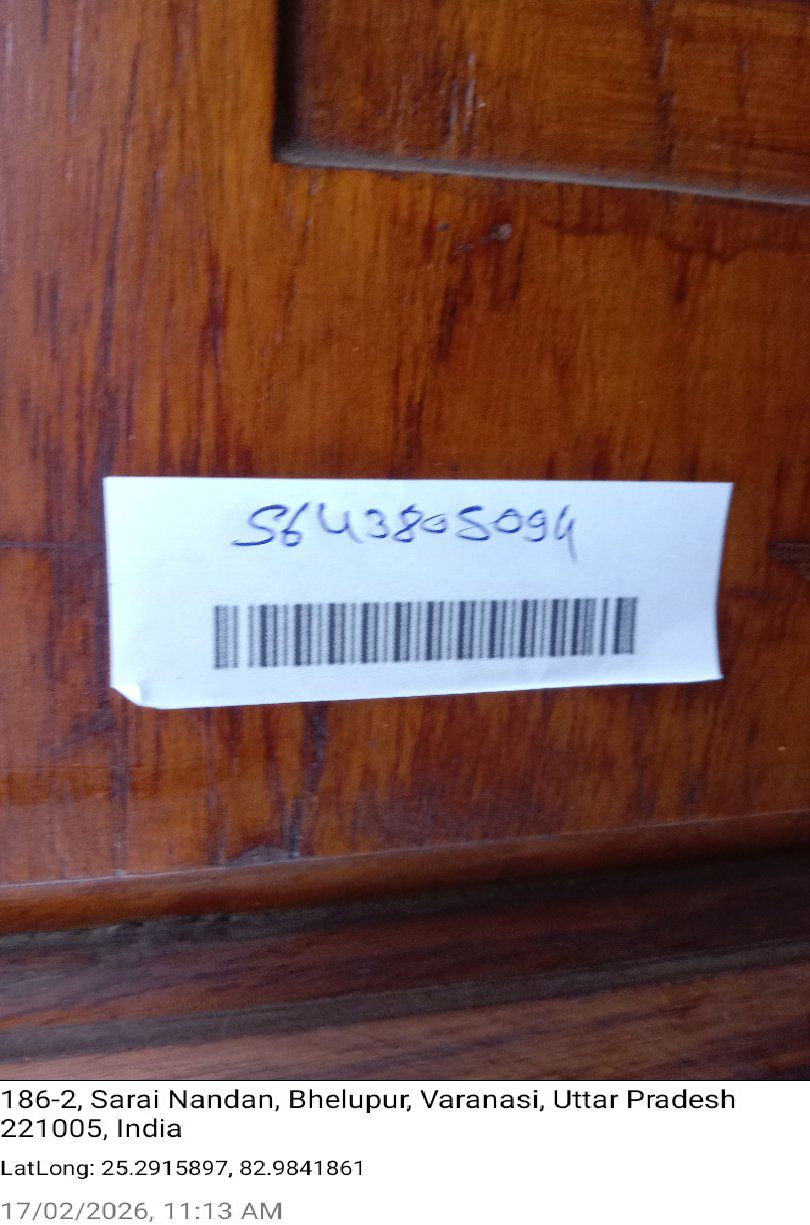 5643805094
186-2, Sarai Nandan, Bhelupur, Varanasi, Uttar Pradesh
221005, India
LatLong: 25.2915897, 82.9841861
17/02/2026, 11:13 AM